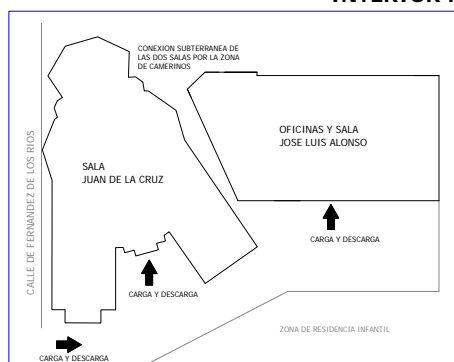 CONEXION SUBTERRANEA DE
LAS DOS SALAS POR LA ZONA
DE CAMERINOS
OFICINAS Y SALA
JOSE LUIS ALONSO
SALA
JUAN DE LA CRUZ
CALLE DE FERNANDEZ DE LOS RIOS
CARGA Y DESCARGA
CARGA Y DESCARGA
ZONA DE RESIDENCIA INFANTIL
CARGA Y DESCARGA